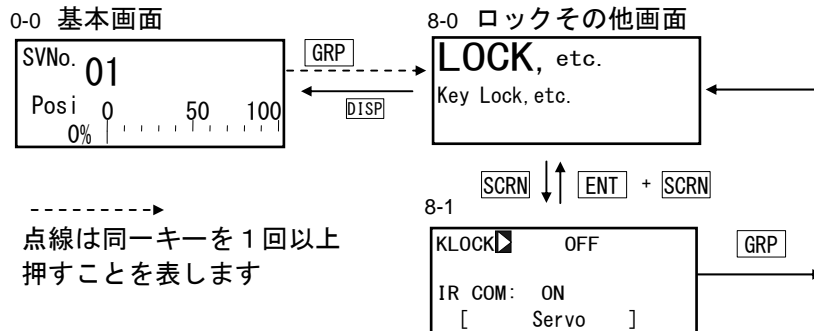 0-0 基本画面
SVNo. 01
Posi 0 50 100
0%
GRP
DISP
8-0 ロックその他画面
LOCK, etc.
Key Lock,etc.
SCRN ENT + SCRN
8-1
KLOCK OFF
IR COM: ON
[ Servo ]
GRP
点線は同一キーを1回以上
押すことを表します